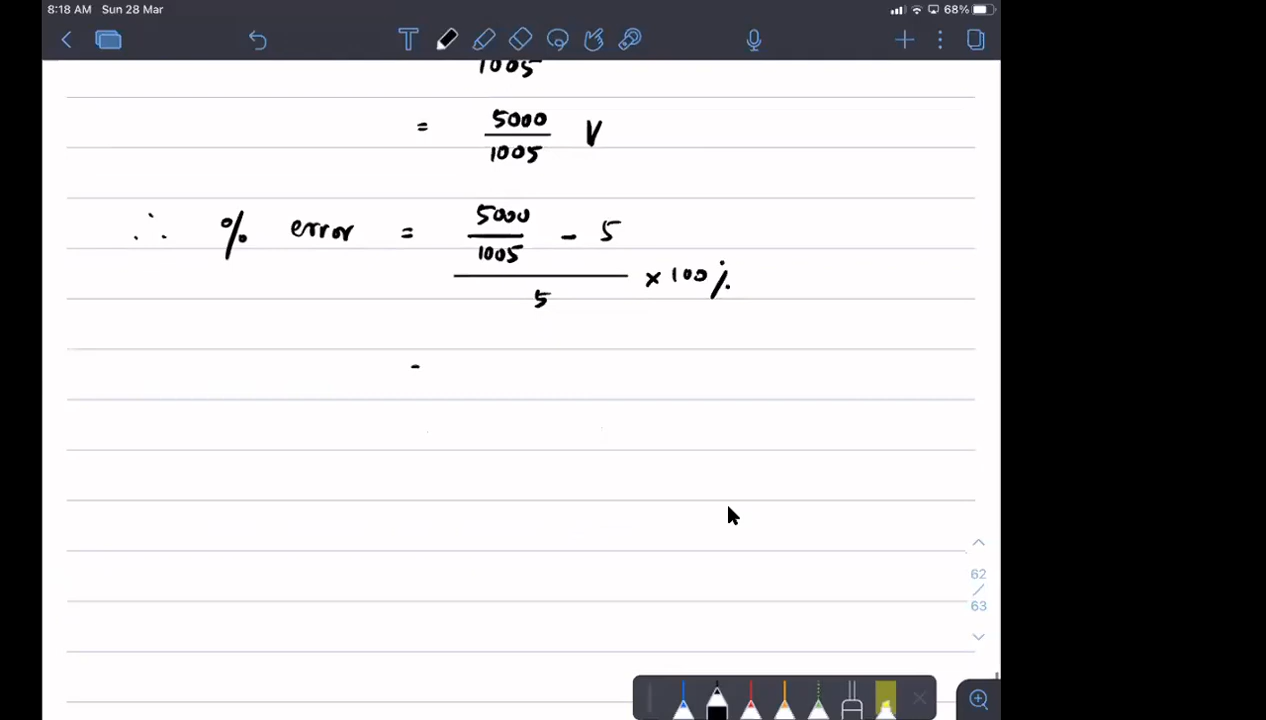 8:18 AM Sun 28 Mar
68%
T
1005
= 5000/1005 V
∴ % error = (5000/1005 - 5)/5 × 100%
-
62
/
63